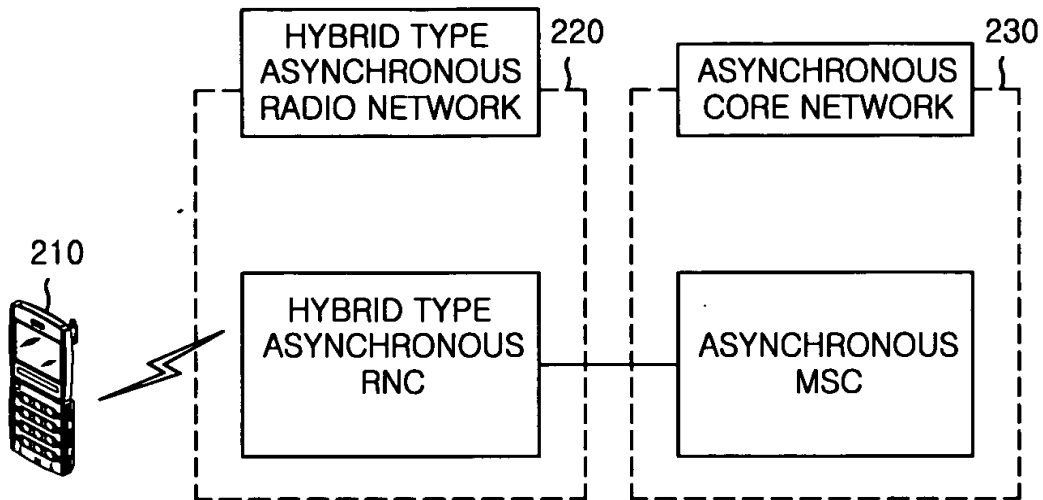 HYBRID TYPE
ASYNCHRONOUS
RADIO NETWORK
220
ASYNCHRONOUS
CORE NETWORK
230
210
HYBRID TYPE
ASYNCHRONOUS
RNC
ASYNCHRONOUS
MSC